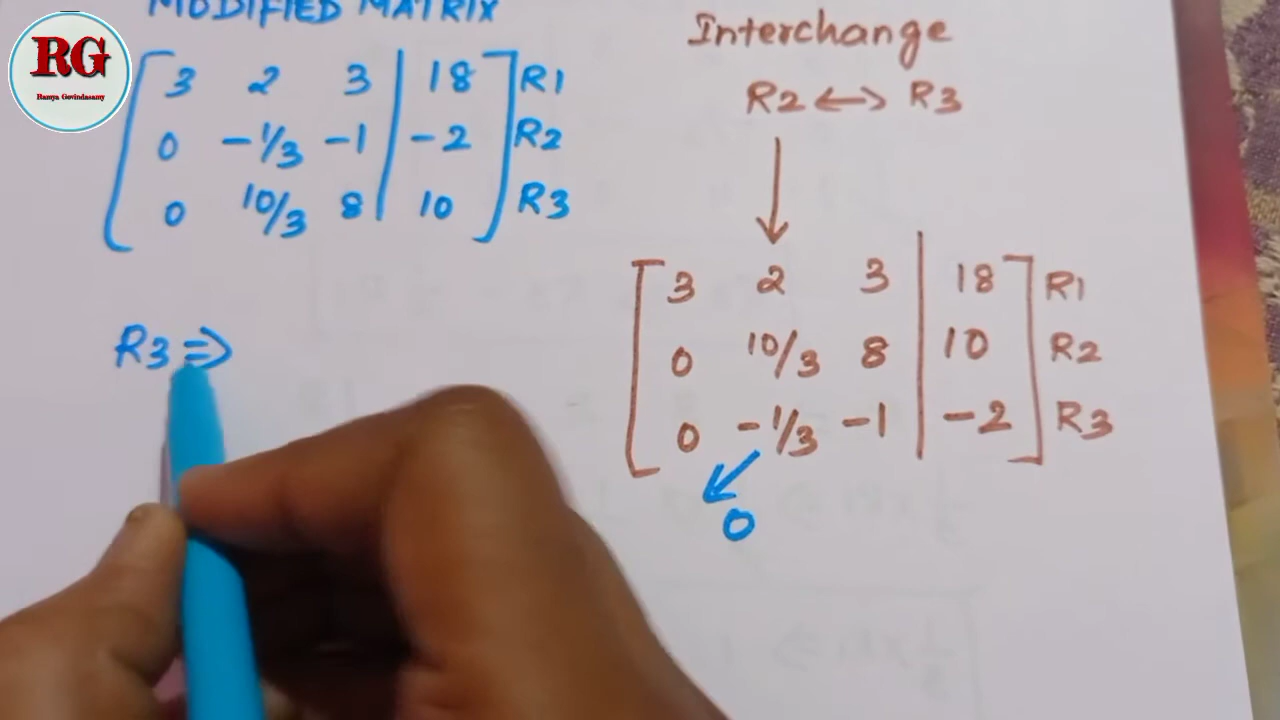 RG
Ramya Govindasamy
MODIFIED MATRIX
3 2 3 | 18 R1
0 -1/3 -1 | -2 R2
0 10/3 8 | 10 R3
Interchange
R2 <-> R3
3 2 3 | 18 R1
0 10/3 8 | 10 R2
0 -1/3 -1 | -2 R3
0
R3 =>